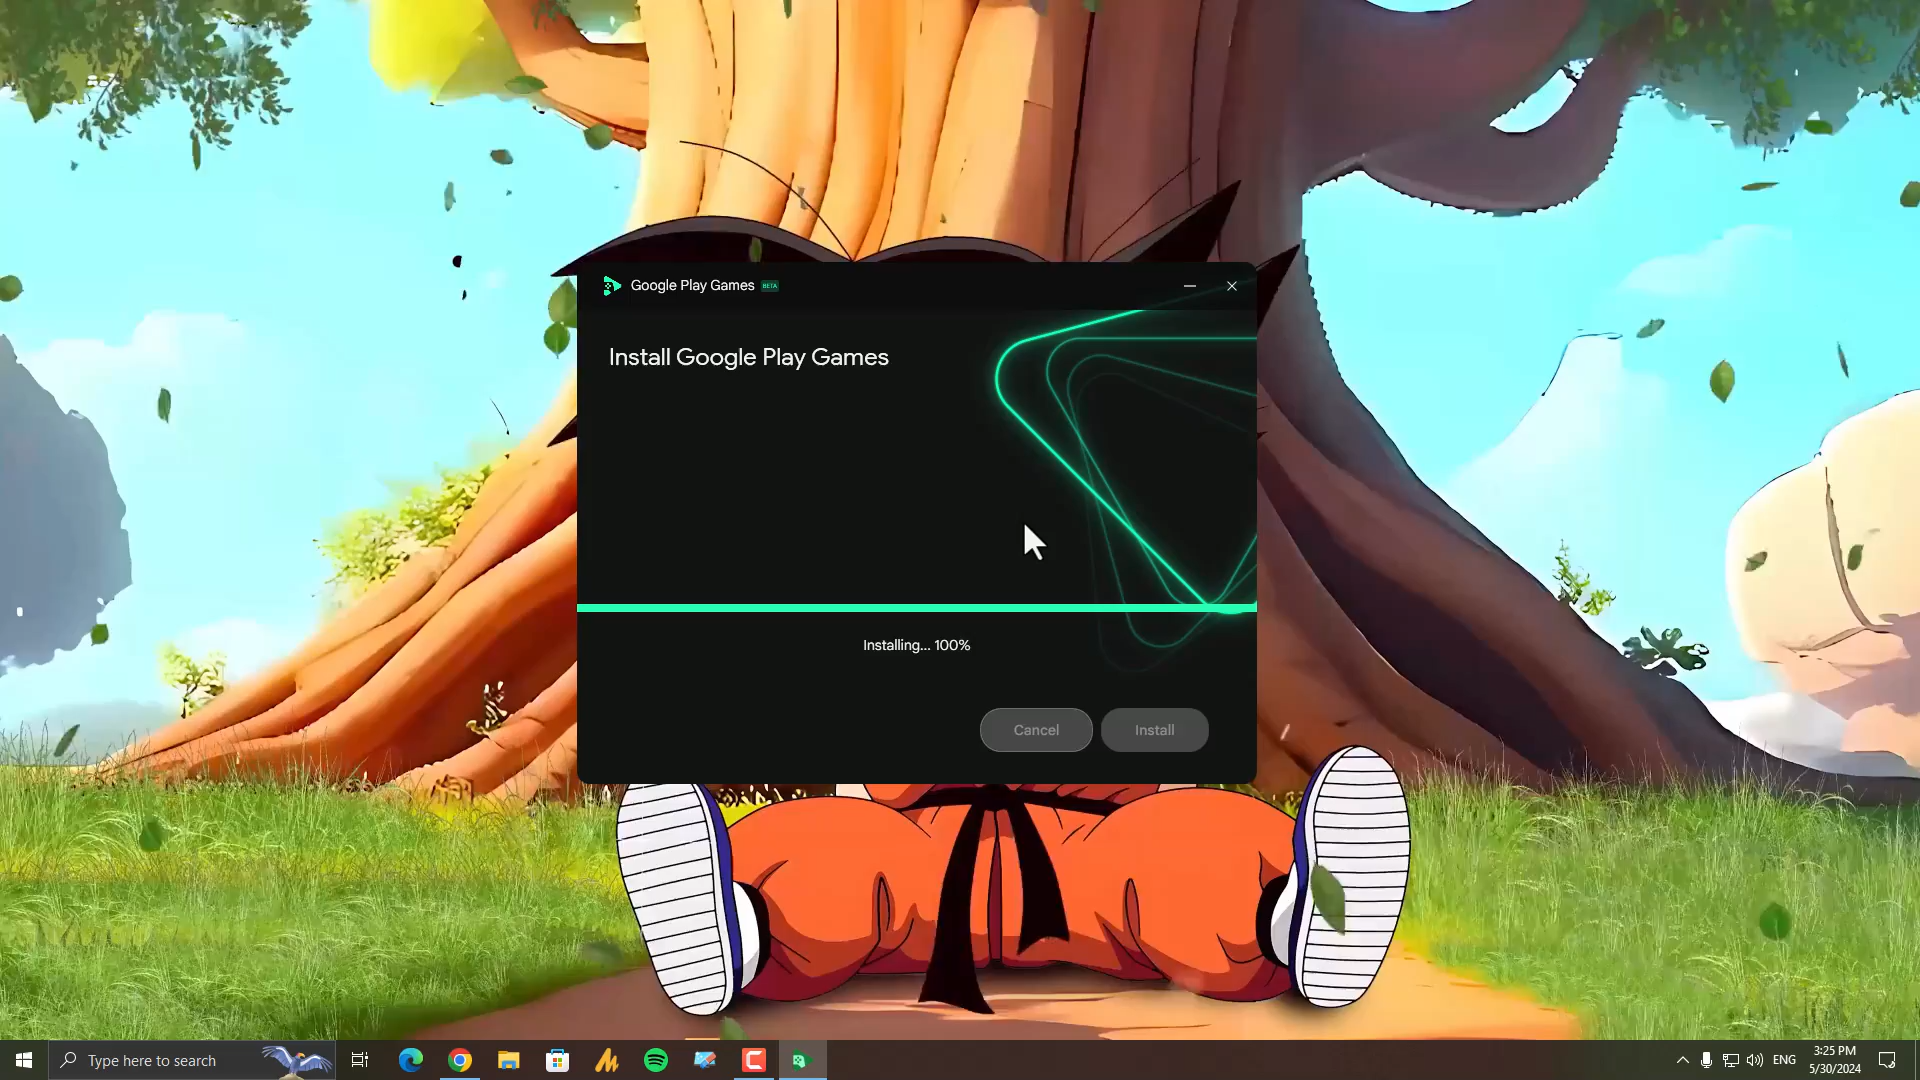 Google Play Games BETA
Install Google Play Games
Installing... 100%
Cancel
Install
Type here to search
ENG
3:25 PM
5/30/2024